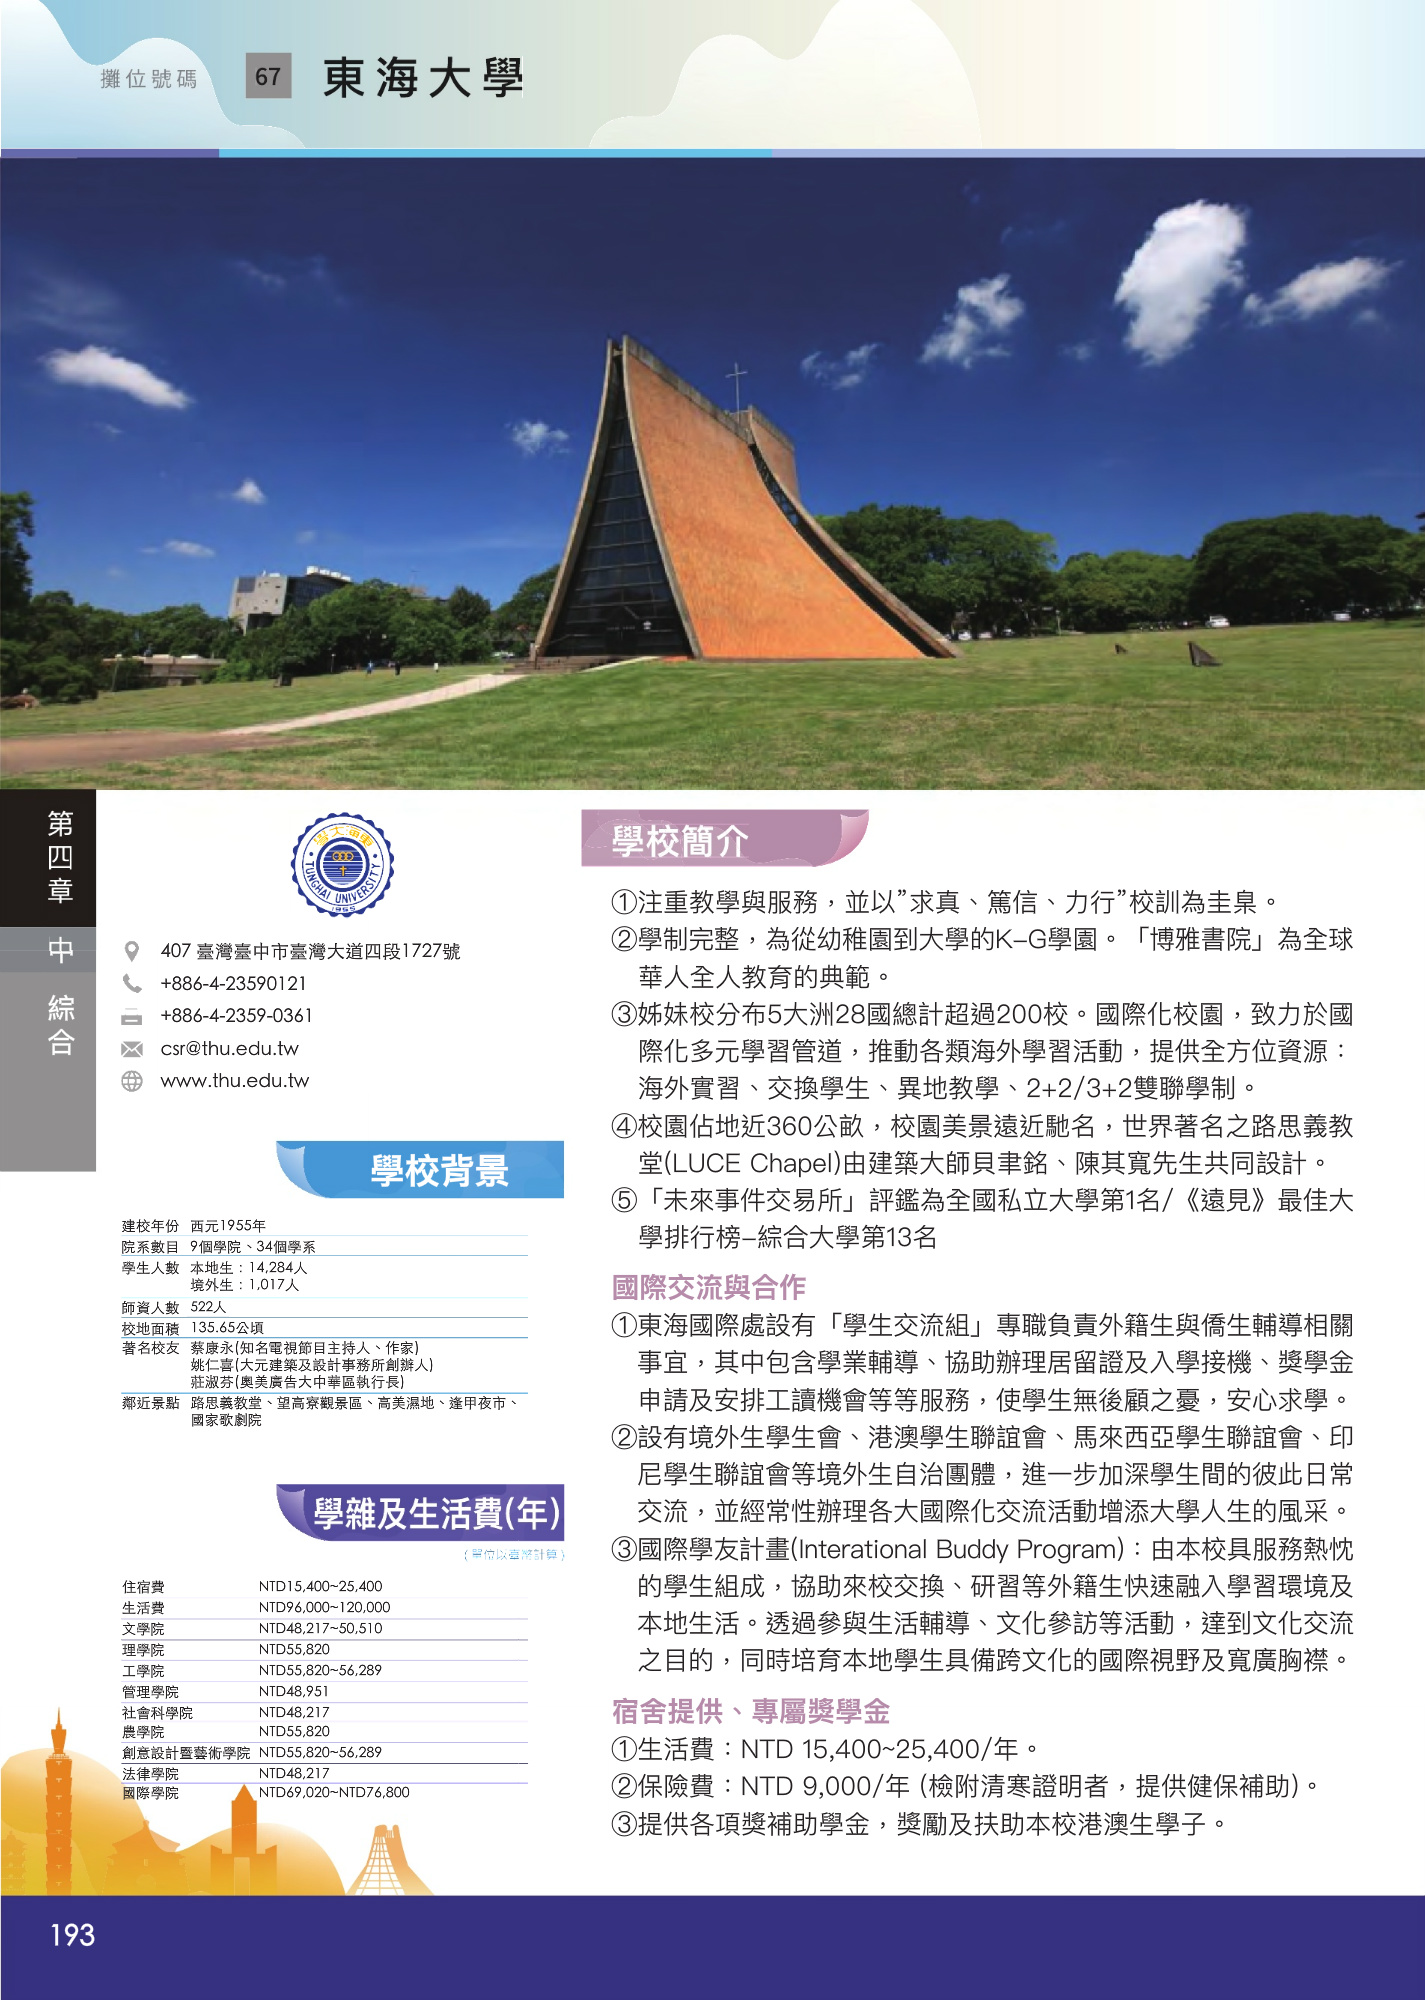 攤位號碼 67 東海大學
第四章
中
綜合
東海大學
TUNGHAI UNIVERSITY
1955
407 臺灣臺中市臺灣大道四段1727號
+886-4-23590121
+886-4-2359-0361
csr@thu.edu.tw
www.thu.edu.tw
學校背景
建校年份 西元1955年
院系數目 9個學院、34個學系
學生人數 本地生：14,284人
境外生：1,017人
師資人數 522人
校地面積 135.65公頃
著名校友 蔡康永(知名電視節目主持人、作家)
姚仁喜(大元建築及設計事務所創辦人)
莊淑芬(奧美廣告大中華區執行長)
鄰近景點 路思義教堂、望高寮觀景區、高美濕地、逢甲夜市、
國家歌劇院
學雜及生活費(年)
(單位以臺幣計算)
住宿費 NTD15,400~25,400
生活費 NTD96,000~120,000
文學院 NTD48,217~50,510
理學院 NTD55,820
工學院 NTD55,820~56,289
管理學院 NTD48,951
社會科學院 NTD48,217
農學院 NTD55,820
創意設計暨藝術學院 NTD55,820~56,289
法律學院 NTD48,217
國際學院 NTD69,020~NTD76,800
學校簡介
①注重教學與服務，並以”求真、篤信、力行”校訓為圭臬。
②學制完整，為從幼稚園到大學的K–G學園。「博雅書院」為全球
華人全人教育的典範。
③姊妹校分布5大洲28國總計超過200校。國際化校園，致力於國
際化多元學習管道，推動各類海外學習活動，提供全方位資源：
海外實習、交換學生、異地教學、2+2/3+2雙聯學制。
④校園佔地近360公畝，校園美景遠近馳名，世界著名之路思義教
堂(LUCE Chapel)由建築大師貝聿銘、陳其寬先生共同設計。
⑤「未來事件交易所」評鑑為全國私立大學第1名/《遠見》最佳大
學排行榜–綜合大學第13名
國際交流與合作
①東海國際處設有「學生交流組」專職負責外籍生與僑生輔導相關
事宜，其中包含學業輔導、協助辦理居留證及入學接機、獎學金
申請及安排工讀機會等等服務，使學生無後顧之憂，安心求學。
②設有境外生學生會、港澳學生聯誼會、馬來西亞學生聯誼會、印
尼學生聯誼會等境外生自治團體，進一步加深學生間的彼此日常
交流，並經常性辦理各大國際化交流活動增添大學人生的風采。
③國際學友計畫(Interational Buddy Program)：由本校具服務熱忱
的學生組成，協助來校交換、研習等外籍生快速融入學習環境及
本地生活。透過參與生活輔導、文化參訪等活動，達到文化交流
之目的，同時培育本地學生具備跨文化的國際視野及寬廣胸襟。
宿舍提供、專屬獎學金
①生活費：NTD 15,400~25,400/年。
②保險費：NTD 9,000/年 (檢附清寒證明者，提供健保補助)。
③提供各項獎補助學金，獎勵及扶助本校港澳生學子。
193